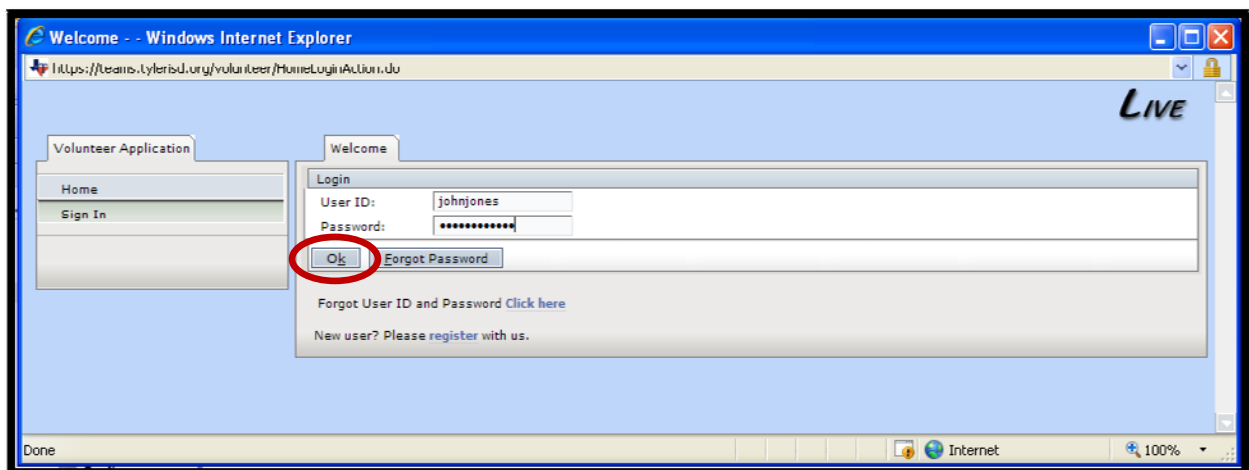 Welcome - - Windows Internet Explorer
https://teams.tylerisd.org/volunteer/HomeLoginAction.do
LIVE
Volunteer Application
Welcome
Home
Sign In
Login
User ID: johnjones
Password: ••••••••••••
Ok Forgot Password
Forgot User ID and Password Click here
New user? Please register with us.
Done Internet 100%